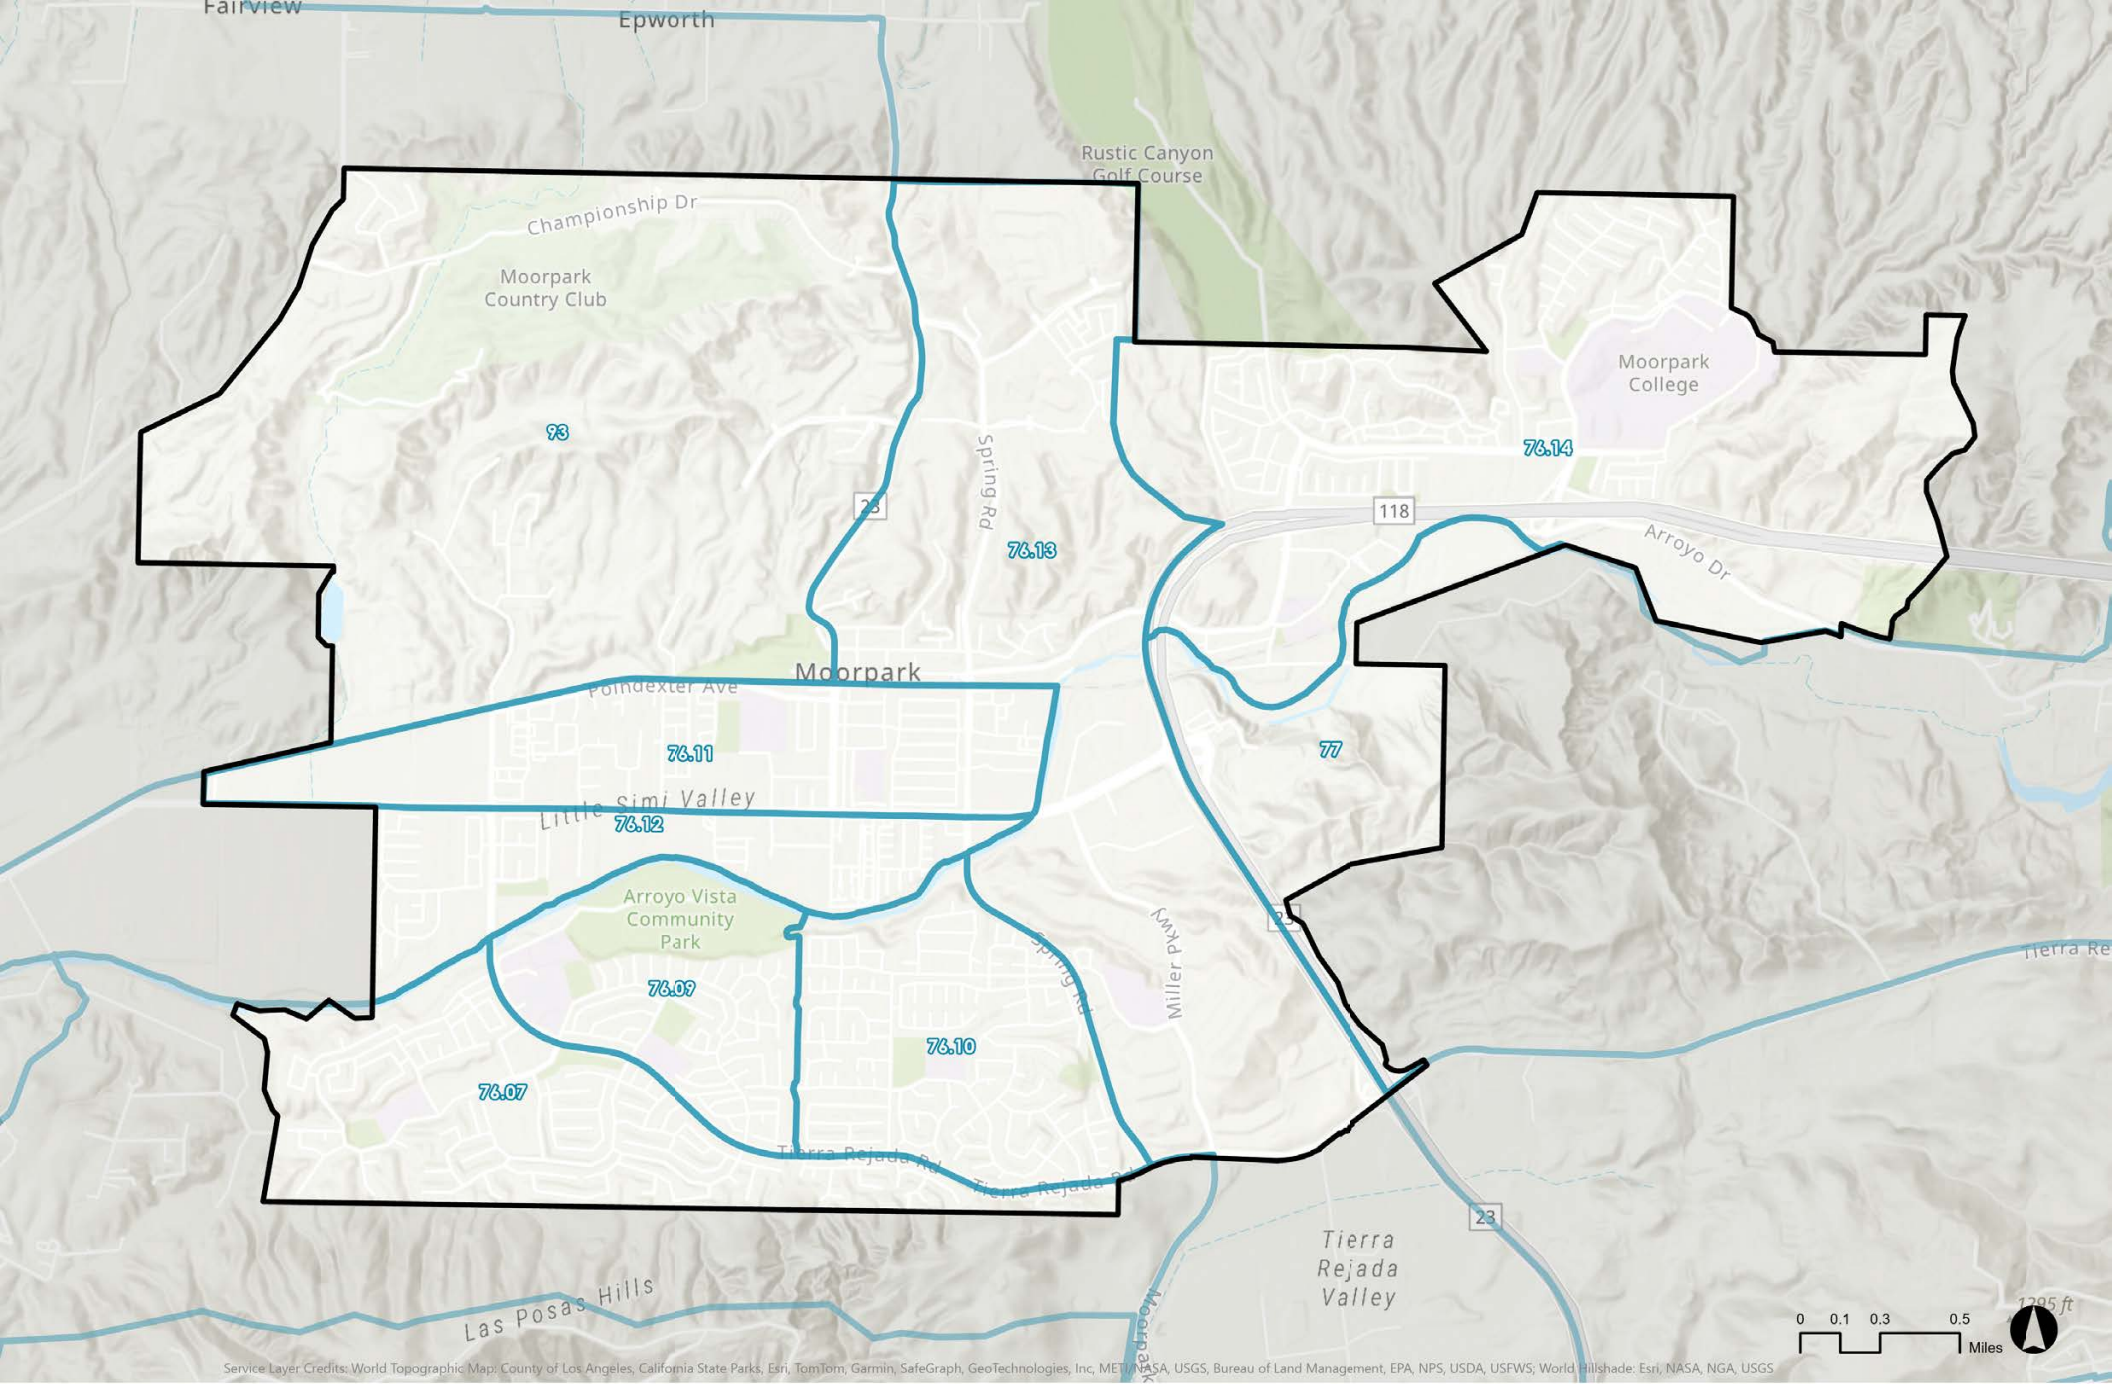 Fairview
Epworth
Rustic Canyon
Golf Course
Championship Dr
Moorpark
Country Club
Moorpark
College
93
76.14
Spring Rd
23
118
76.13
Arroyo Dr
Moorpark
Poindexter Ave
76.11
77
Little Simi Valley
76.12
Arroyo Vista
Community
Park
23
Spring Rd
Miller Pkwy
Tierra Re
76.09
76.10
76.07
Tierra Rejada Rd
Tierra Rejada Rd
23
Tierra
Rejada
Valley
Las Posas Hills
Moorpark
1295 ft
0 0.1 0.3 0.5
Miles
Service Layer Credits: World Topographic Map: County of Los Angeles, California State Parks, Esri, TomTom, Garmin, SafeGraph, GeoTechnologies, Inc, METI/NASA, USGS, Bureau of Land Management, EPA, NPS, USDA, USFWS; World Hillshade: Esri, NASA, NGA, USGS